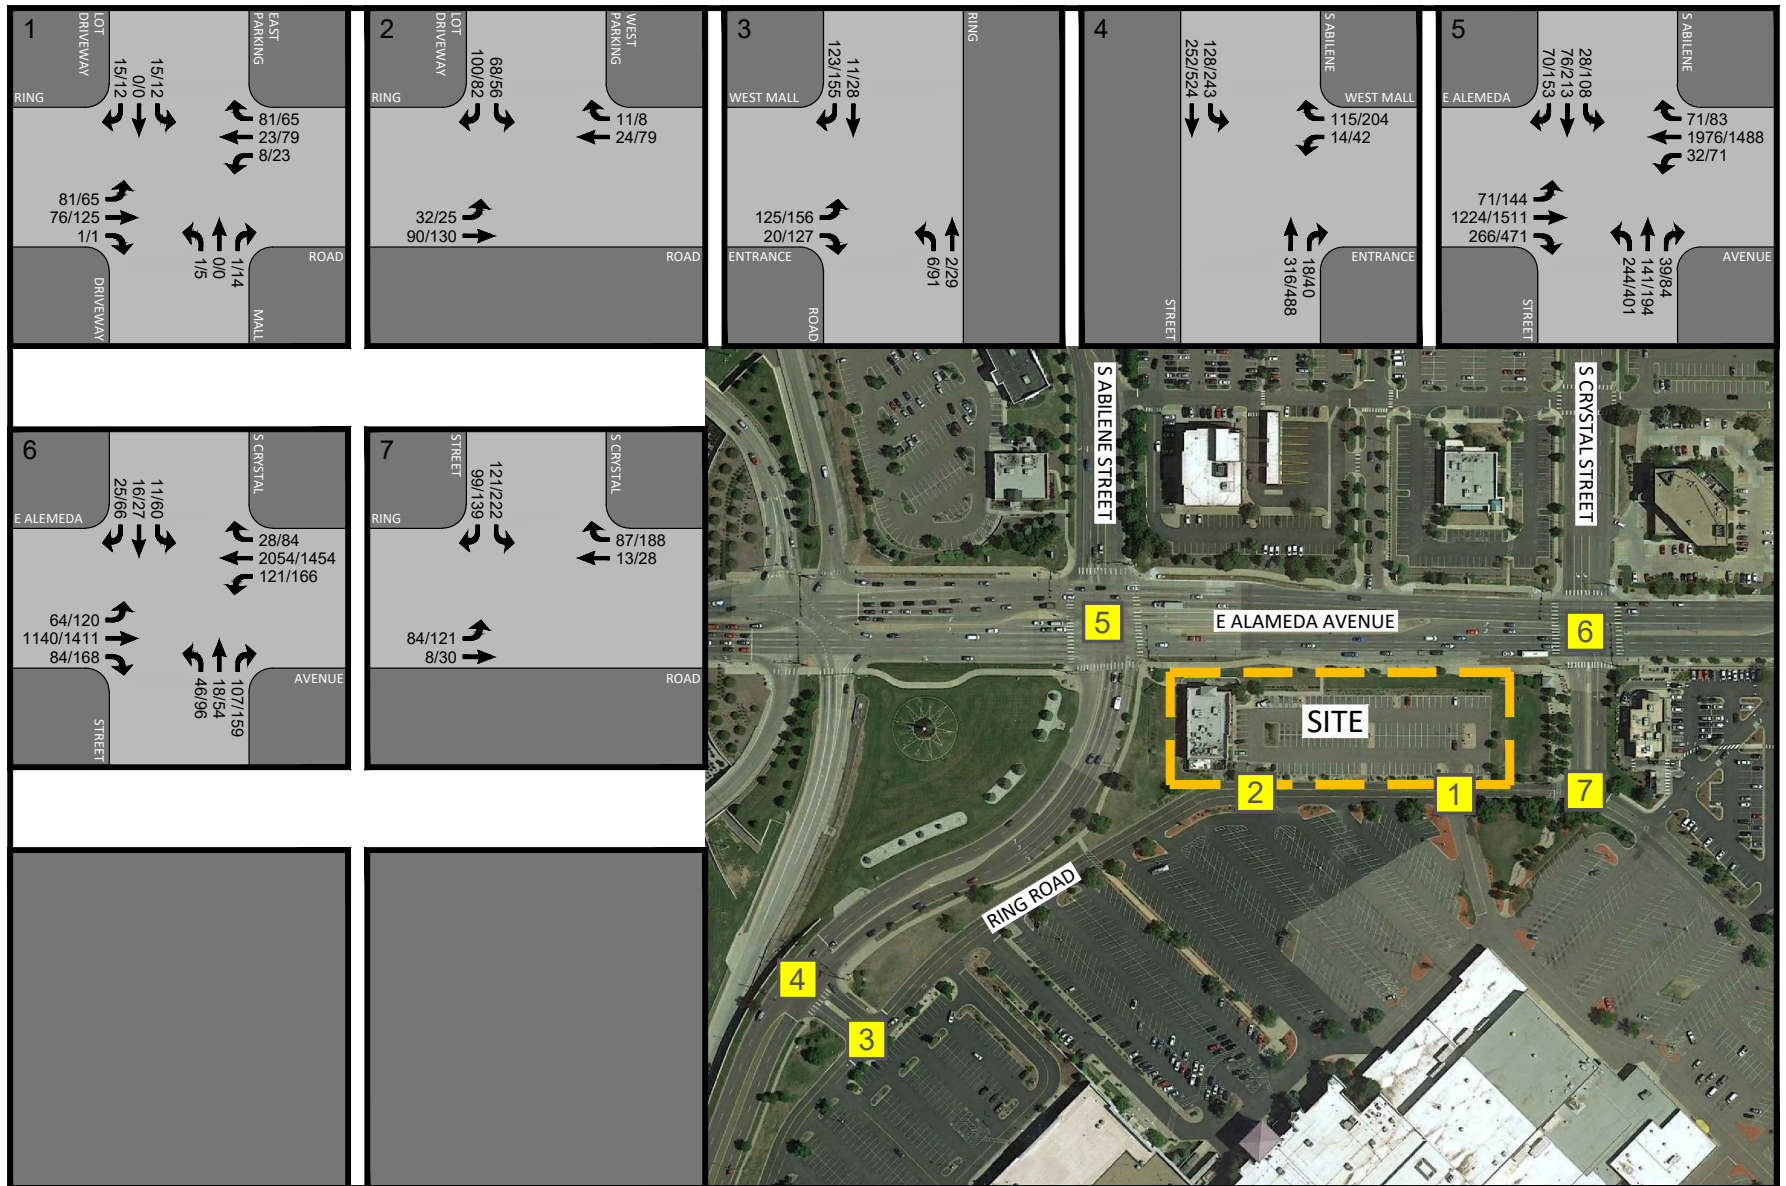 1
LOT
DRIVEWAY
EAST
PARKING
15/12
0/0
15/12
RING
81/65
23/79
8/23
81/65
76/125
1/1
1/5
0/0
1/14
ROAD
DRIVEWAY
MALL
2
LOT
DRIVEWAY
WEST
PARKING
100/82
68/56
RING
11/8
24/79
32/25
90/130
ROAD
3
RING
123/155
11/28
WEST MALL
125/156
20/127
6/91
2/29
ENTRANCE
ROAD
4
S ABILENE
252/524
128/243
WEST MALL
115/204
14/42
316/488
18/40
ENTRANCE
STREET
5
S ABILENE
70/153
76/213
28/108
E ALEMEDA
71/83
1976/1488
32/71
71/144
1224/1511
266/471
244/401
141/194
39/84
AVENUE
STREET
6
S CRYSTAL
25/66
16/27
11/60
E ALEMEDA
28/84
2054/1454
121/166
64/120
1140/1411
84/168
46/96
18/54
107/159
AVENUE
STREET
7
STREET
S CRYSTAL
99/139
121/222
RING
87/188
13/28
84/121
8/30
ROAD
S ABILENE STREET
S CRYSTAL STREET
5
E ALAMEDA AVENUE
6
SITE
2
1
7
RING ROAD
4
3